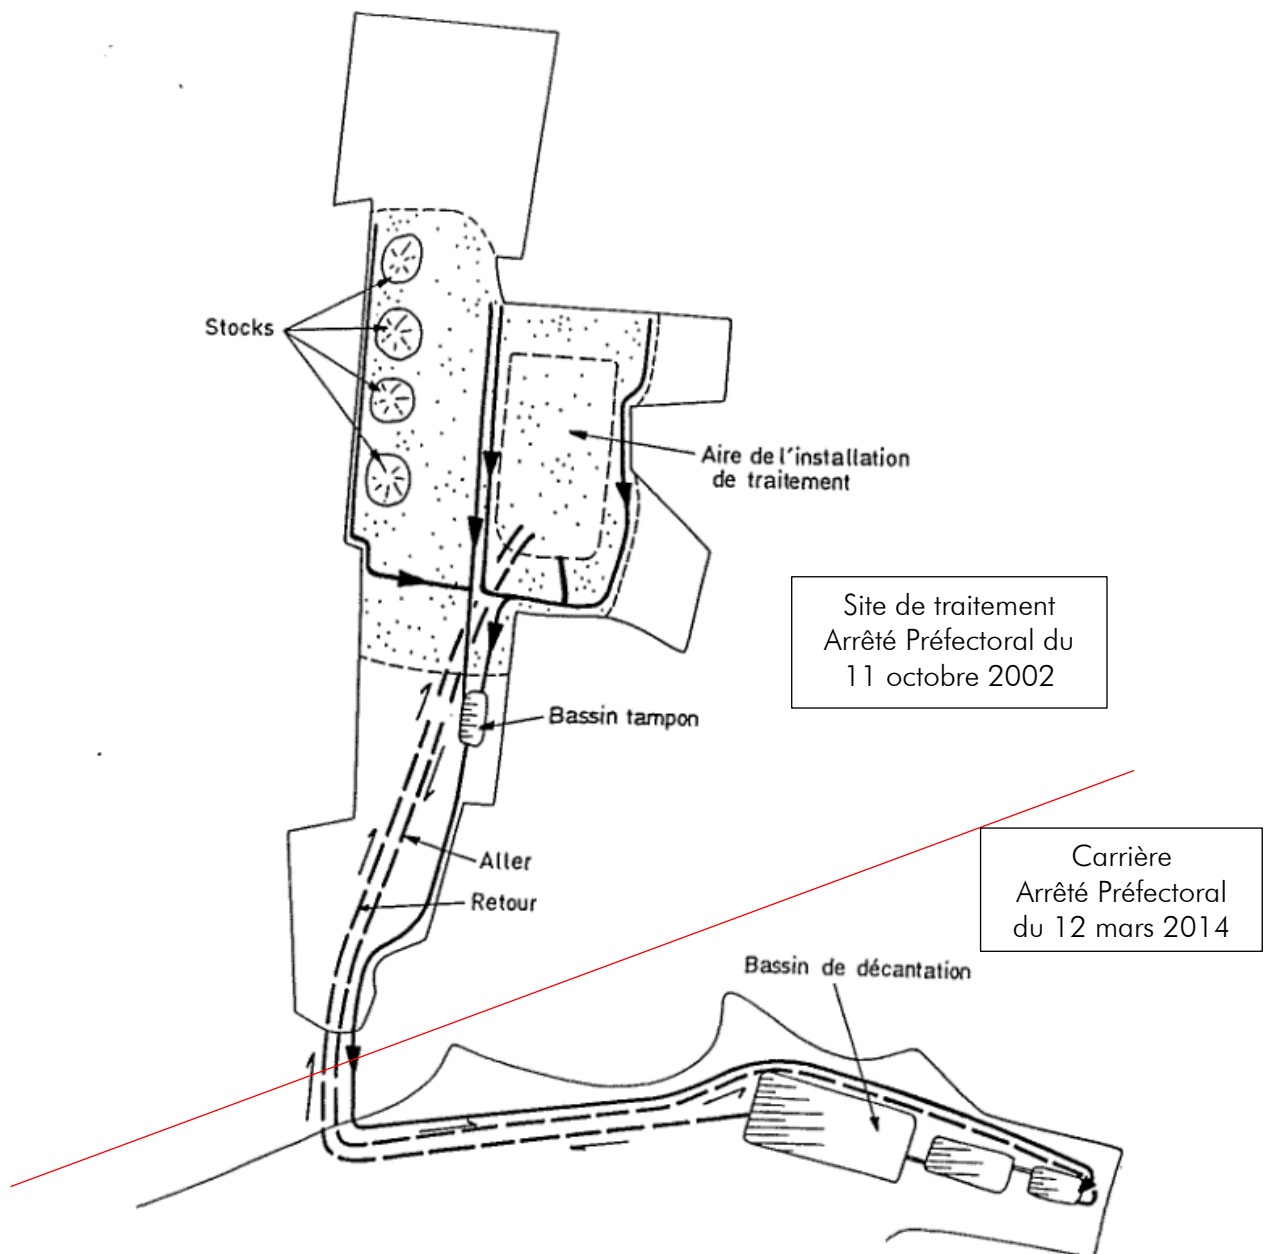 Stocks
Aire de l'installation
de traitement
Site de traitement
Arrêté Préfectoral du
11 octobre 2002
Bassin tampon
Aller
Retour
Carrière
Arrêté Préfectoral
du 12 mars 2014
Bassin de décantation